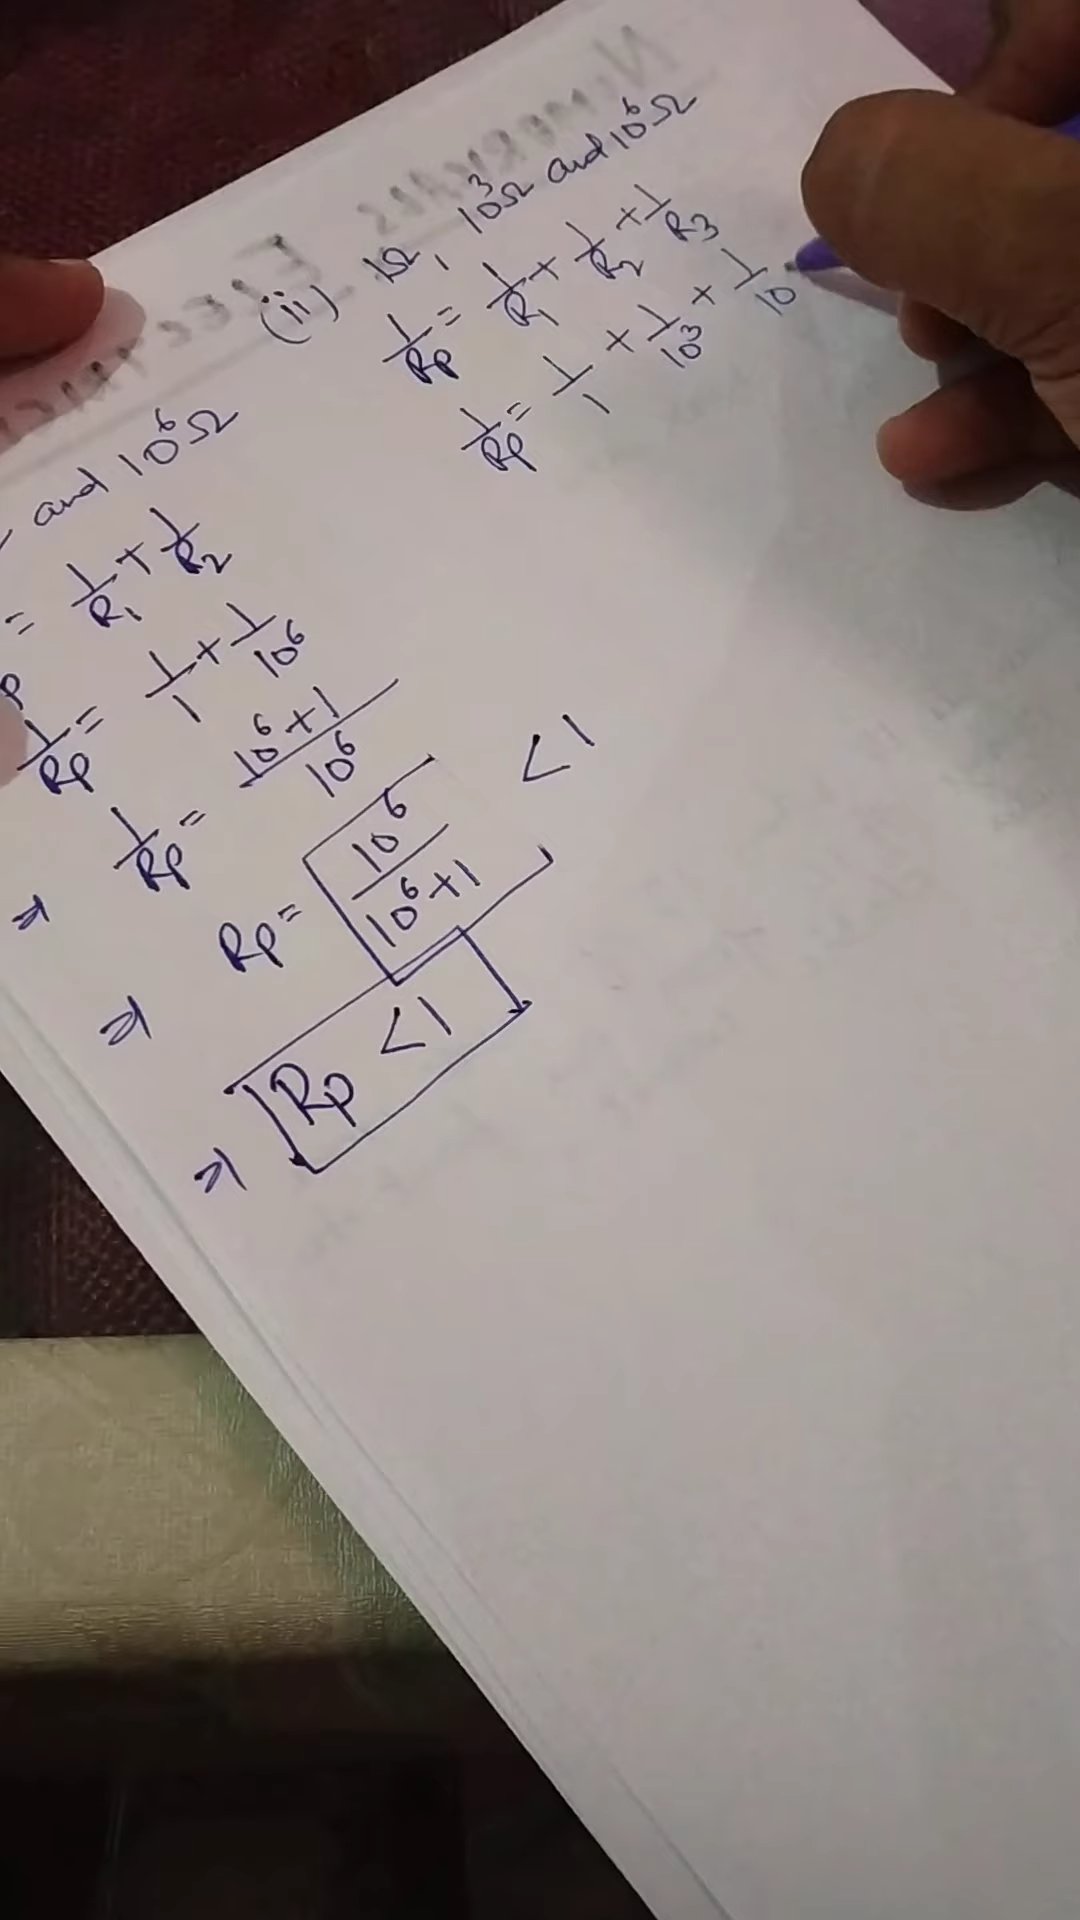 (ii) 1Ω, 10³Ω and 10⁶Ω
1/Rp = 1/R1 + 1/R2 + 1/R3
1/Rp = 1/1 + 1/10³ + 1/10
and 10⁶Ω
= 1/R1 + 1/R2
1/Rp = 1/1 + 1/10⁶
⇒ 1/Rp = 10⁶+1/10⁶
⇒ Rp = 10⁶/10⁶+1 < 1
⇒ Rp < 1